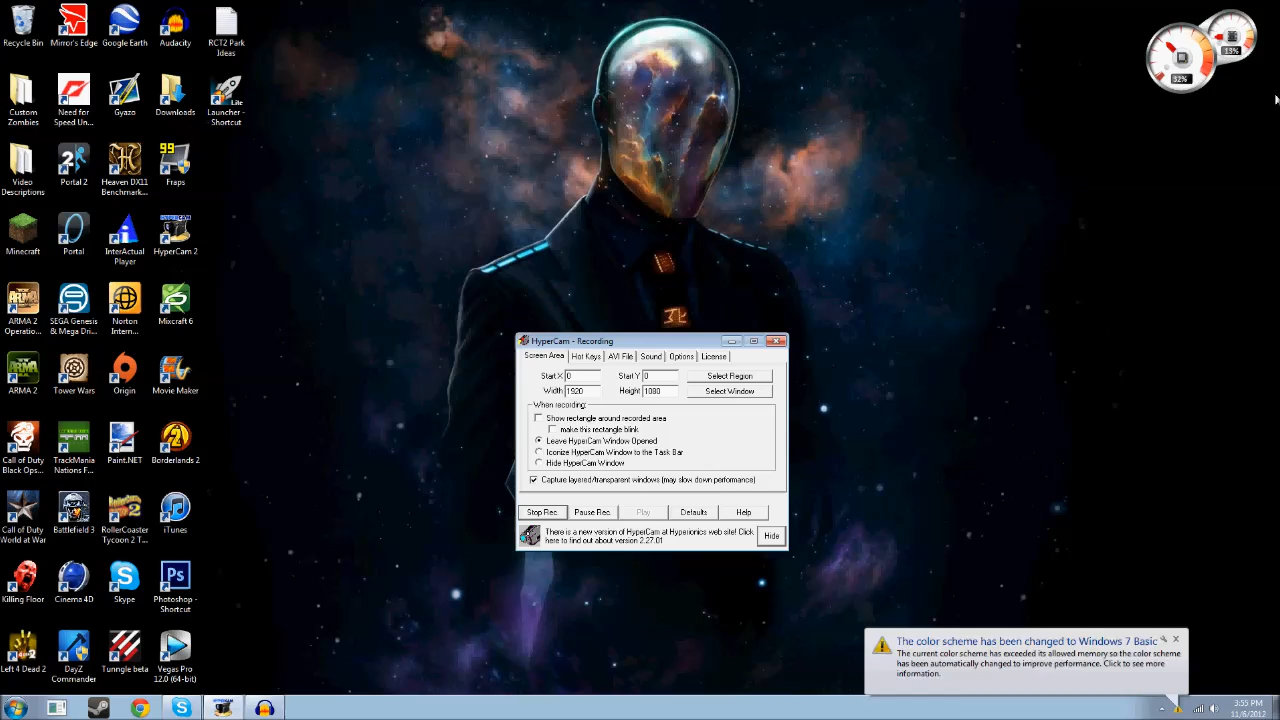 Recycle Bin
Mirror's Edge
Google Earth
Audacity
RCT2 Park
Ideas
Custom
Zombies
Need for
Speed Un...
Gyazo
Downloads
Lite
Launcher -
Shortcut
Video
Descriptions
2
Portal 2
Heaven DX11
Benchmark...
99
Fraps
Minecraft
Portal
InterActual
Player
HYPERCAM
HyperCam 2
ARMA 2
Operatio...
SEGA Genesis
& Mega Dri...
Norton
Intern...
Mixcraft 6
ARMA 2
Tower Wars
Origin
Movie Maker
Call of Duty
Black Ops...
TrackMania
Nations F...
Paint.NET
Borderlands 2
Call of Duty
World at War
Battlefield 3
RollerCoaster
Tycoon 2 T...
iTunes
Killing Floor
Cinema 4D
Skype
Ps
Photoshop -
Shortcut
Left 4 Dead 2
DayZ
Commander
Tunngle beta
Vegas Pro
12.0 (64-bit)
32%
13%
HyperCam - Recording
Screen Area
Hot Keys
AVI File
Sound
Options
License
Start X 0
Start Y 0
Select Region
Width 1920
Height 1080
Select Window
When recording:
Show rectangle around recorded area
make this rectangle blink
Leave HyperCam Window Opened
Iconize HyperCam Window to the Task Bar
Hide HyperCam Window
Capture layered/transparent windows (may slow down performance)
Stop Rec.
Pause Rec.
Play
Defaults
Help
There is a new version of HyperCam at Hyperionics web site! Click
here to find out about version 2.27.01
Hide
The color scheme has been changed to Windows 7 Basic
The current color scheme has exceeded its allowed memory so the color scheme
has been automatically changed to improve performance. Click to see more
information.
HYPERCAM
3:55 PM
11/6/2012